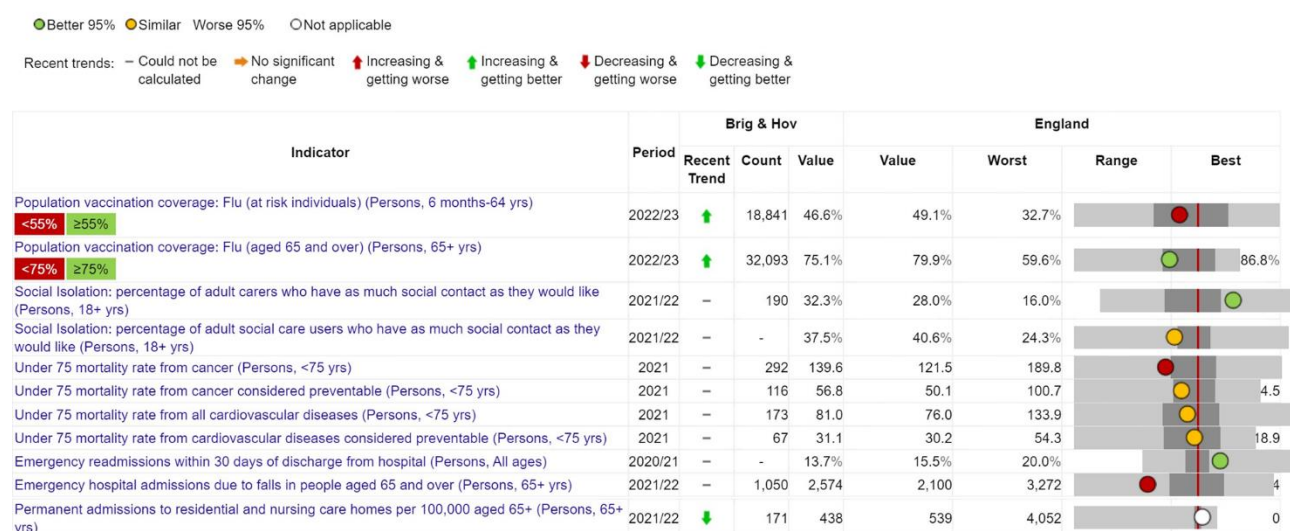 Better 95% Similar Worse 95% Not applicable
Recent trends: – Could not be calculated No significant change Increasing & getting worse Increasing & getting better Decreasing & getting worse Decreasing & getting better
Brig & Hov England
Indicator Period Recent Trend Count Value Value Worst Range Best
Population vaccination coverage: Flu (at risk individuals) (Persons, 6 months-64 yrs)
<55% ≥55%
2022/23 18,841 46.6% 49.1% 32.7%
Population vaccination coverage: Flu (aged 65 and over) (Persons, 65+ yrs)
<75% ≥75%
2022/23 32,093 75.1% 79.9% 59.6% 86.8%
Social Isolation: percentage of adult carers who have as much social contact as they would like
(Persons, 18+ yrs)
2021/22 – 190 32.3% 28.0% 16.0%
Social Isolation: percentage of adult social care users who have as much social contact as they
would like (Persons, 18+ yrs)
2021/22 – - 37.5% 40.6% 24.3%
Under 75 mortality rate from cancer (Persons, <75 yrs) 2021 – 292 139.6 121.5 189.8
Under 75 mortality rate from cancer considered preventable (Persons, <75 yrs) 2021 – 116 56.8 50.1 100.7 4.5
Under 75 mortality rate from all cardiovascular diseases (Persons, <75 yrs) 2021 – 173 81.0 76.0 133.9
Under 75 mortality rate from cardiovascular diseases considered preventable (Persons, <75 yrs) 2021 – 67 31.1 30.2 54.3 18.9
Emergency readmissions within 30 days of discharge from hospital (Persons, All ages) 2020/21 – - 13.7% 15.5% 20.0%
Emergency hospital admissions due to falls in people aged 65 and over (Persons, 65+ yrs) 2021/22 – 1,050 2,574 2,100 3,272 4
Permanent admissions to residential and nursing care homes per 100,000 aged 65+ (Persons, 65+
yrs)
2021/22 171 438 539 4,052 0